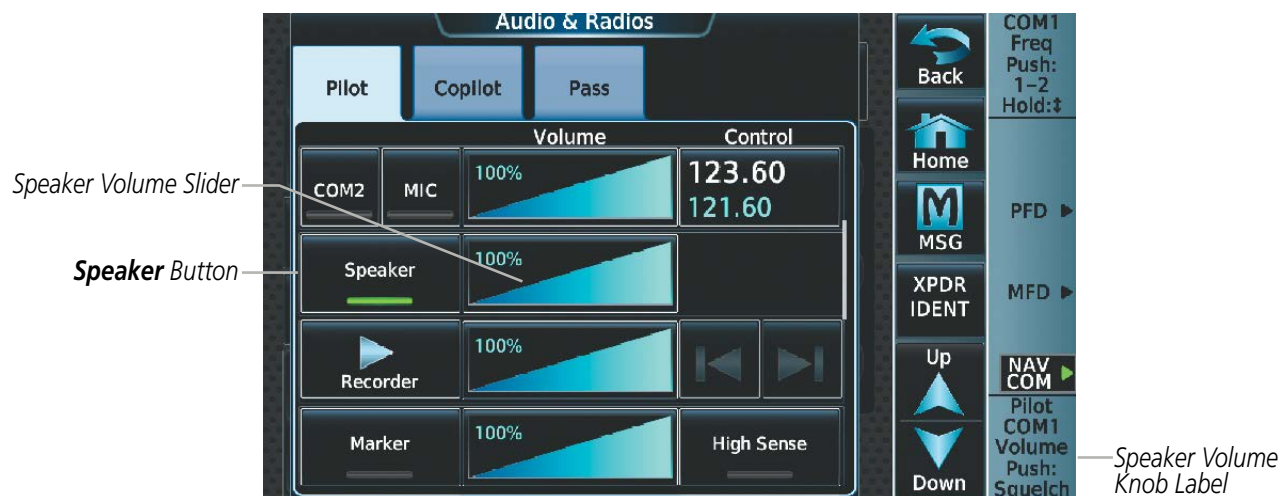 Audio & Radios
Pilot
Copilot
Pass
Volume
Control
COM2
MIC
100%
123.60
121.60
Speaker
100%
Recorder
100%
Marker
100%
High Sense
Back
Home
MSG
XPDR
IDENT
Up
Down
COM1
Freq
Push:
1–2
Hold:↕
PFD
MFD
NAV
COM
Pilot
COM1
Volume
Push:
Squelch
Speaker Volume Slider
Speaker Button
Speaker Volume
Knob Label